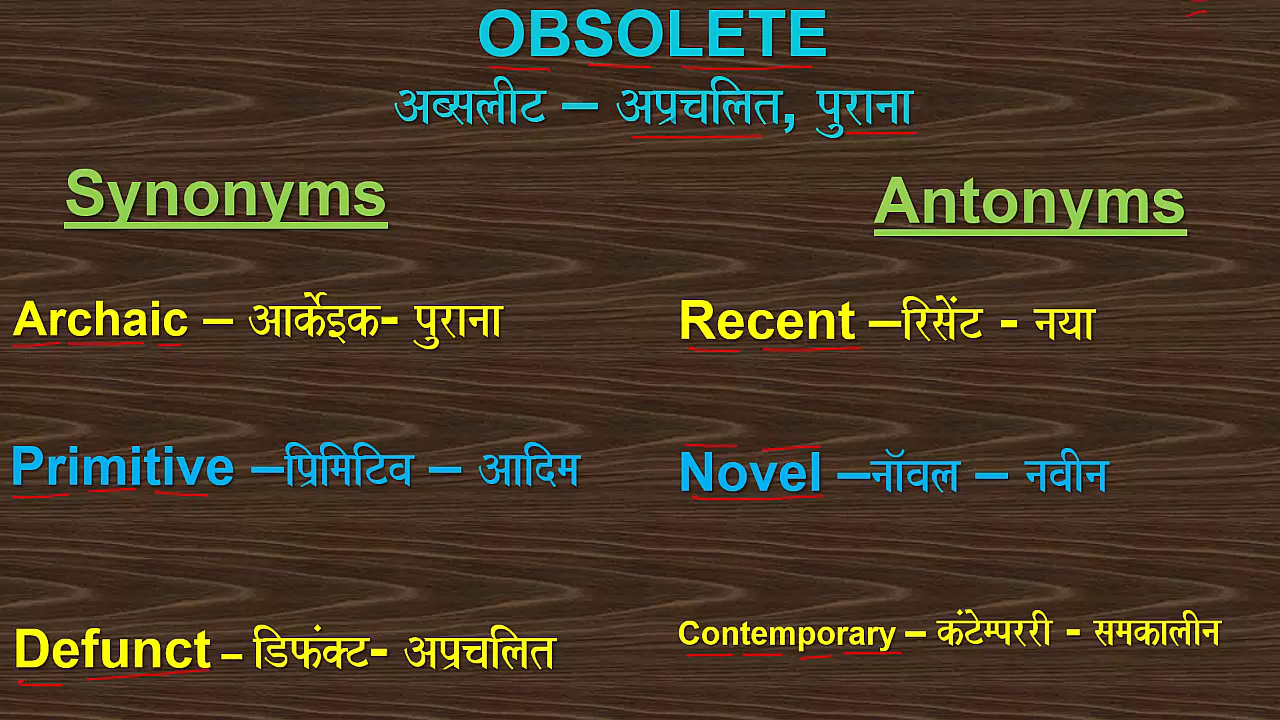 OBSOLETE
अब्सलीट – अप्रचलित, पुराना
Synonyms
Antonyms
Archaic – आर्केइक- पुराना
Recent –रिसेंट - नया
Primitive –प्रिमिटिव – आदिम
Novel –नॉवल – नवीन
Defunct – डिफंक्ट- अप्रचलित
Contemporary – कंटेम्पररी - समकालीन